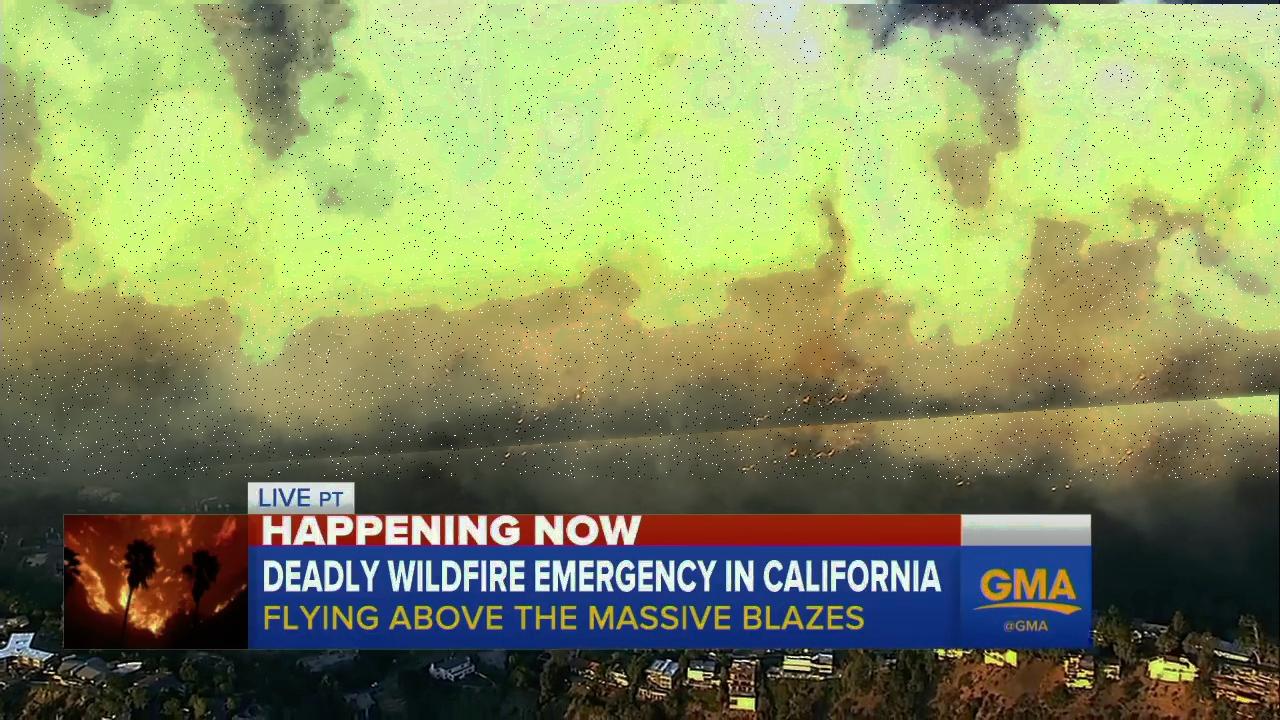 LIVE PT
HAPPENING NOW
DEADLY WILDFIRE EMERGENCY IN CALIFORNIA
FLYING ABOVE THE MASSIVE BLAZES
GMA
@GMA